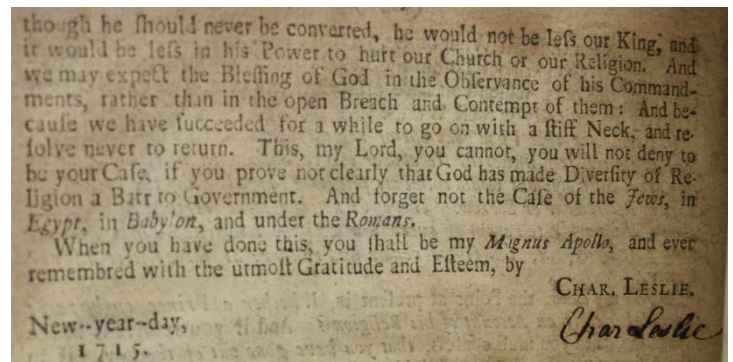 though he ſhould never be converted, he would not be leſs our King, and
it would be leſs in his Power to hurt our Church or our Religion. And
we may expect the Bleſſing of God in the Obſervance of his Command-
ments, rather than in the open Breach and Contempt of them: And be-
cauſe we have ſucceeded for a while to go on with a ſtiff Neck, and re-
ſolve never to return. This, my Lord, you cannot, you will not deny to
be your Caſe, if you prove not clearly that God has made Diverſity of Re-
ligion a Barr to Government. And forget not the Caſe of the Jews, in
Egypt, in Babylon, and under the Romans.
When you have done this, you ſhall be my Magnus Apollo, and ever
remembred with the utmoſt Gratitude and Eſteem, by
CHAR. LESLIE.
New-year-day,
1715.
Char Leslie